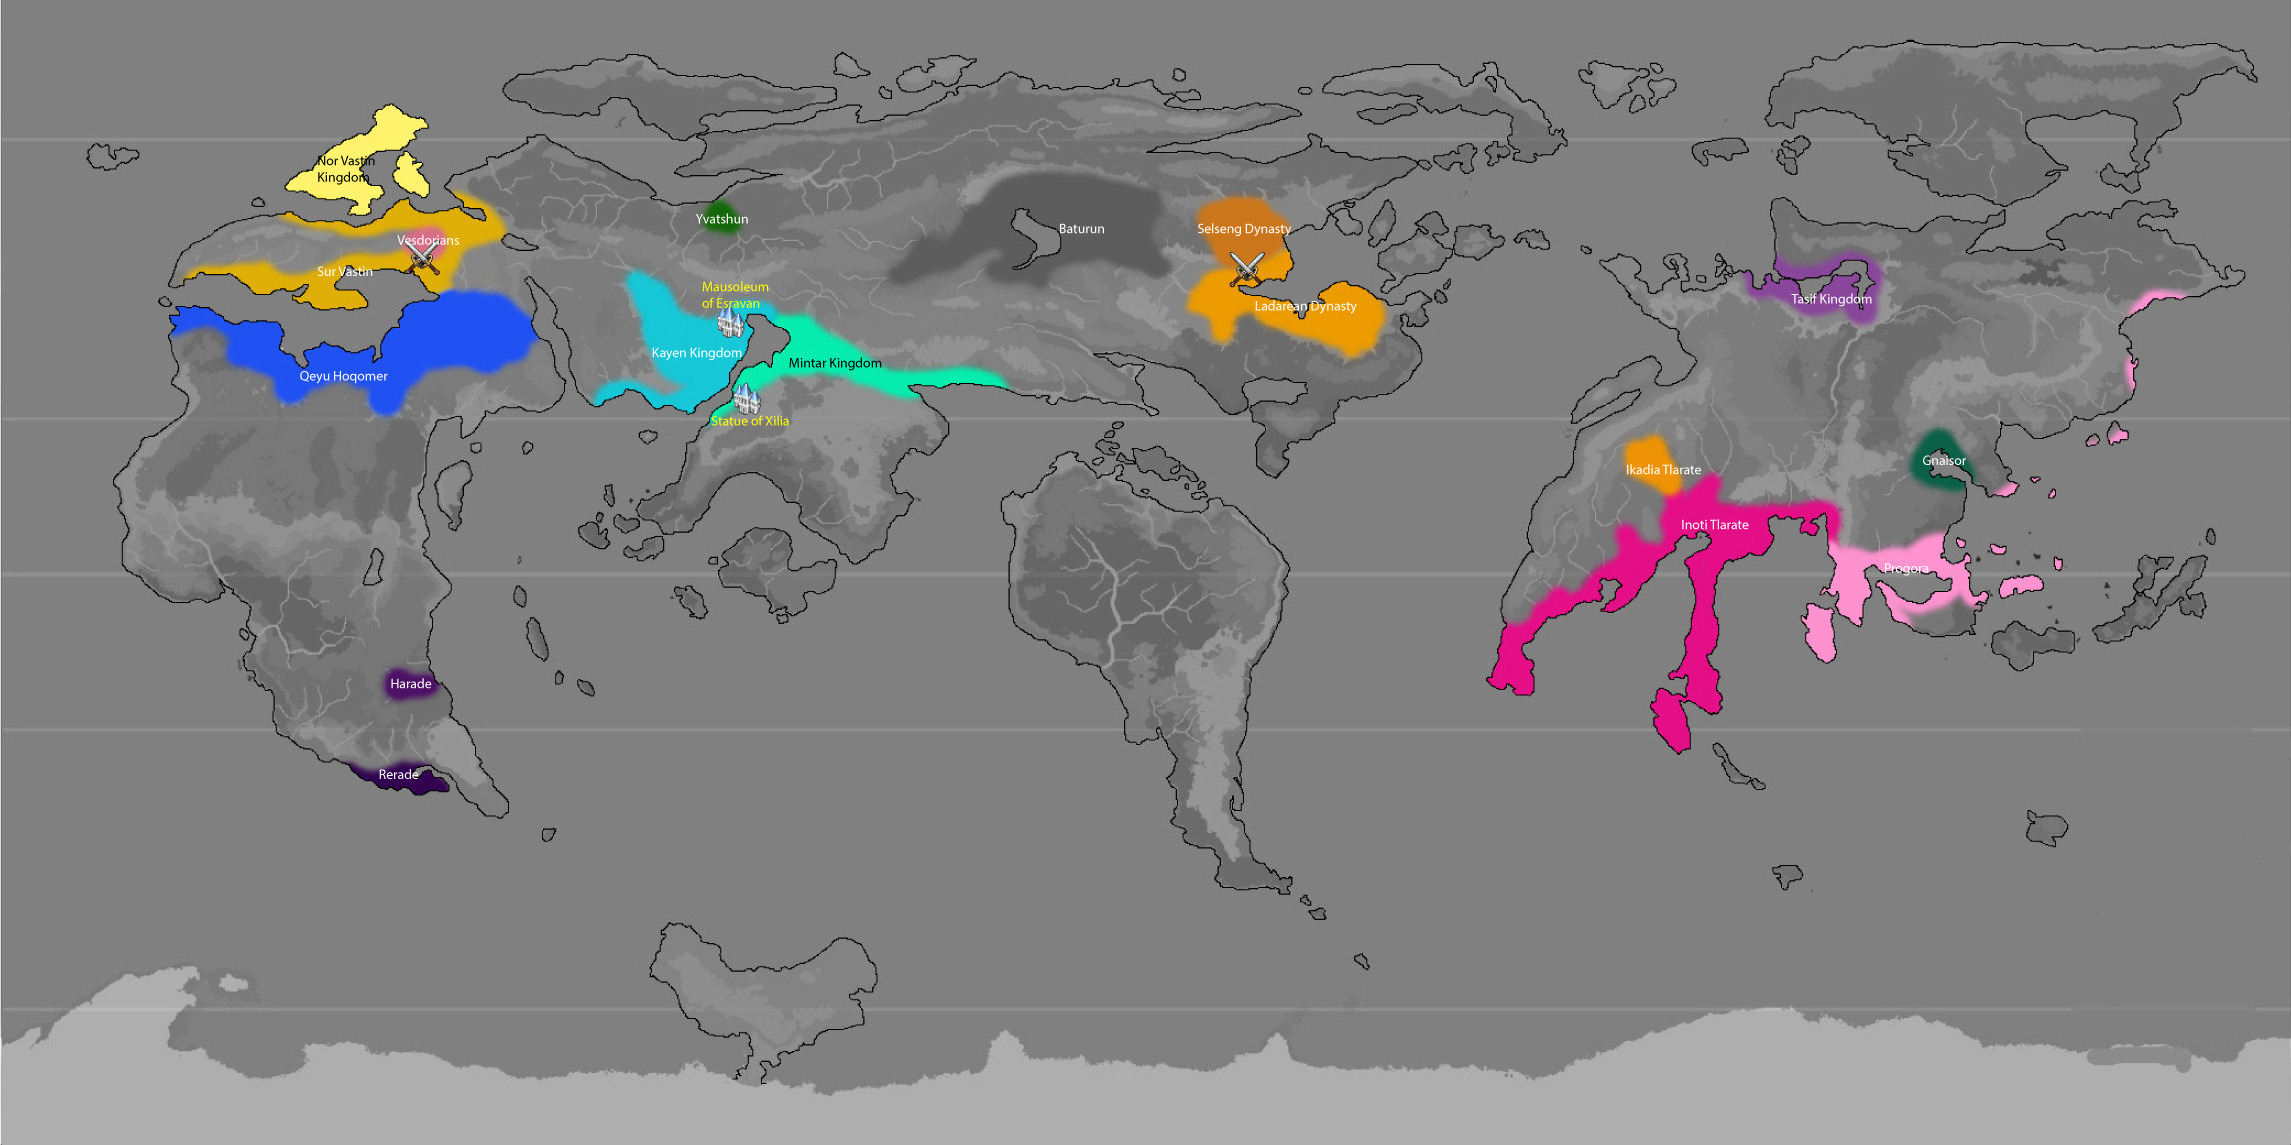 Nor Vastin
Kingdom
Yvatshun
Baturun
Selseng Dynasty
Vesdorians
Sur Vastin
Mausoleum
of Esravan
Ladarean Dynasty
Tasif Kingdom
Kayen Kingdom
Mintar Kingdom
Qeyu Hoqomer
Statue of Xilia
Ikadia Tlarate
Gnaisor
Inoti Tlarate
Progora
Harade
Rerade